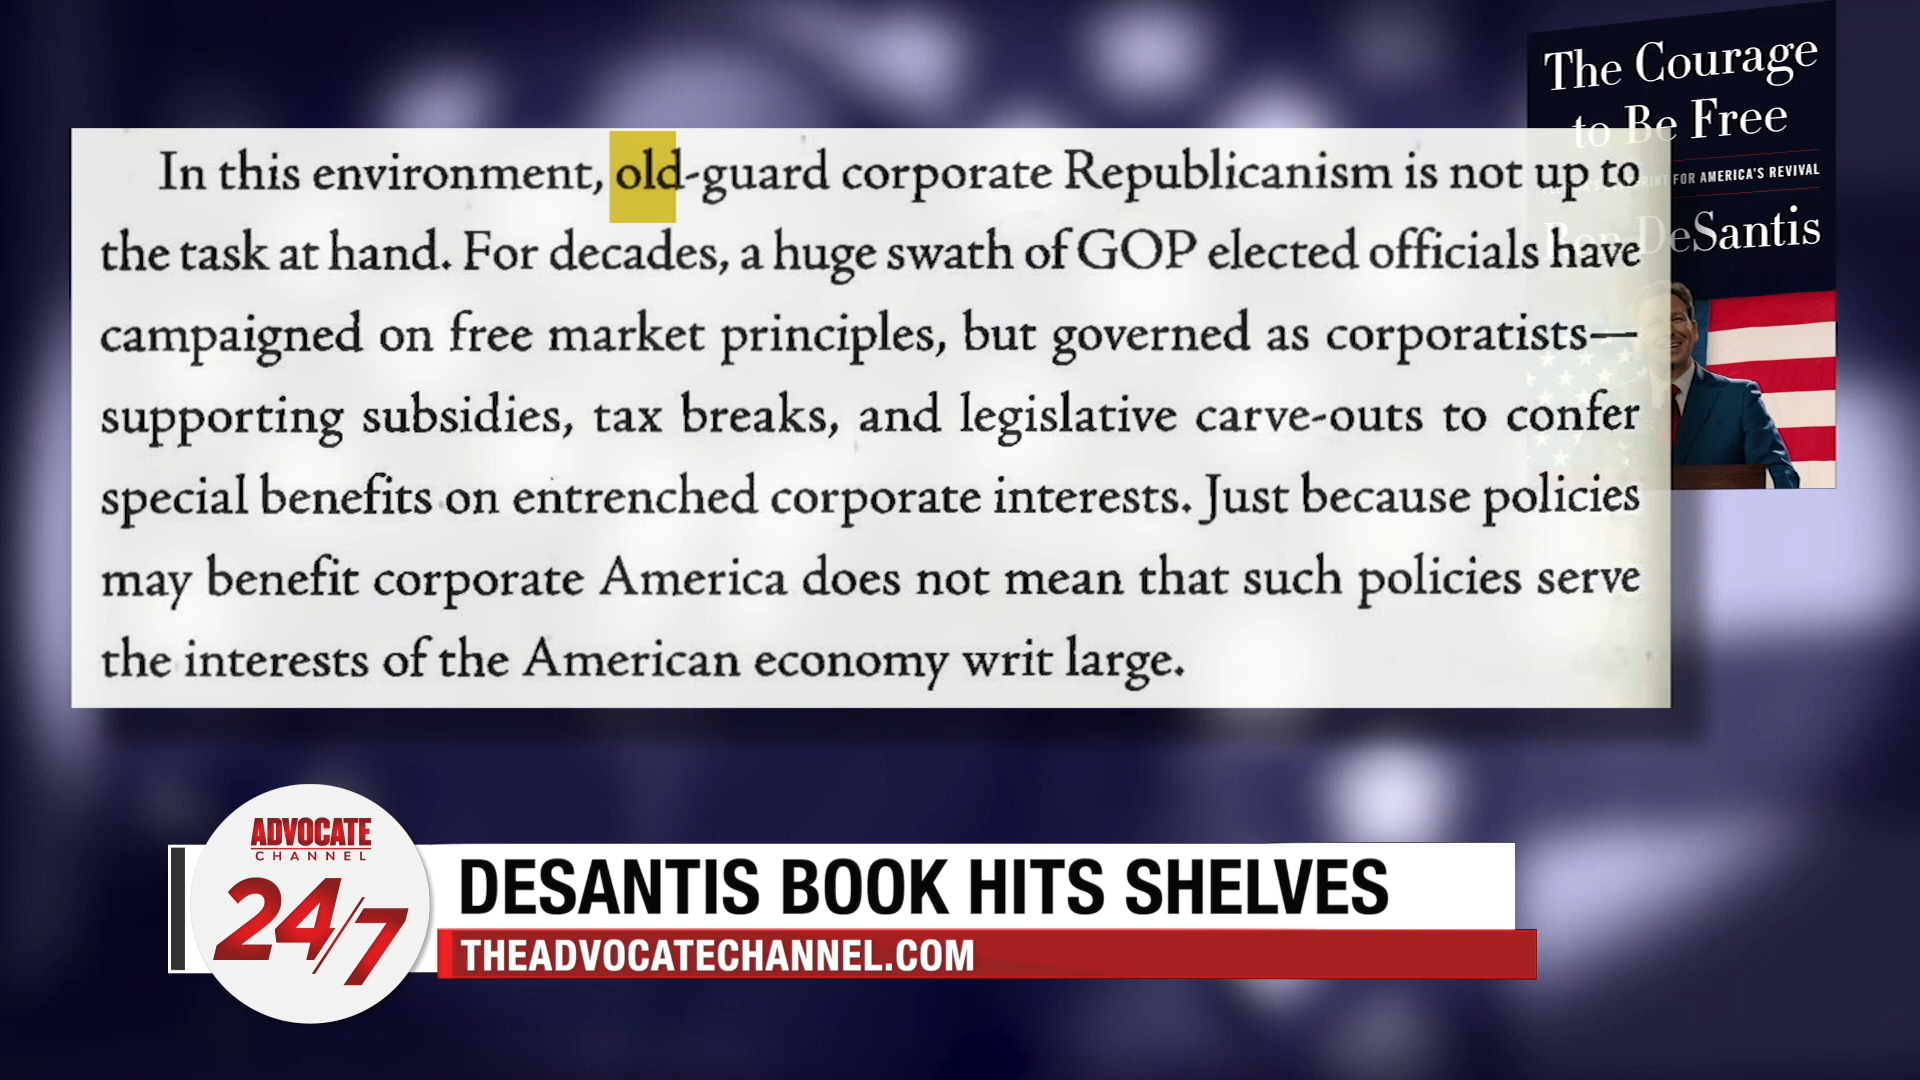 The Courage
to Be Free
FOR AMERICA'S REVIVAL
Ron DeSantis
In this environment, old-guard corporate Republicanism is not up to
the task at hand. For decades, a huge swath of GOP elected officials have
campaigned on free market principles, but governed as corporatists—
supporting subsidies, tax breaks, and legislative carve-outs to confer
special benefits on entrenched corporate interests. Just because policies
may benefit corporate America does not mean that such policies serve
the interests of the American economy writ large.
ADVOCATE
CHANNEL
24/7
DESANTIS BOOK HITS SHELVES
THEADVOCATECHANNEL.COM